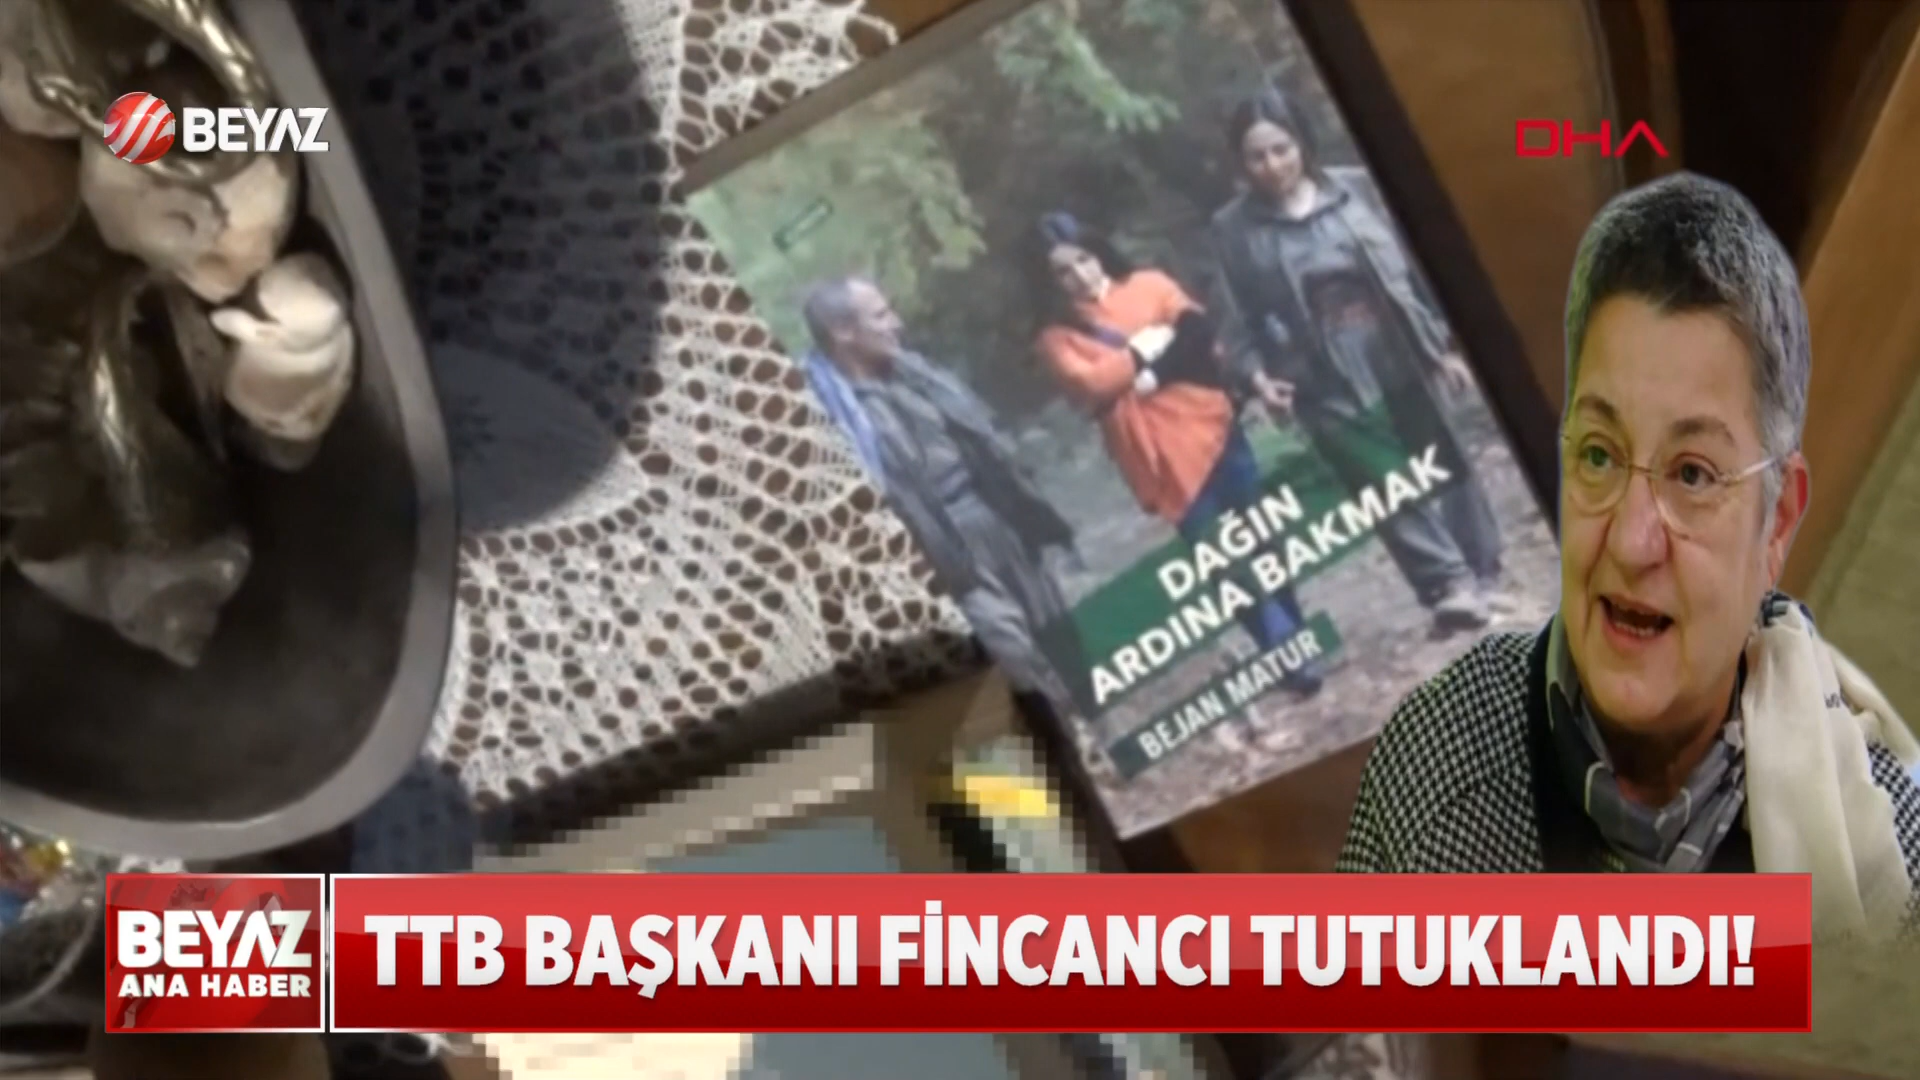 BEYAZ
DHA
DAĞIN
ARDINA BAKMAK
BEJAN MATUR
BEYAZ
ANA HABER
TTB BAŞKANI FİNCANCI TUTUKLANDI!